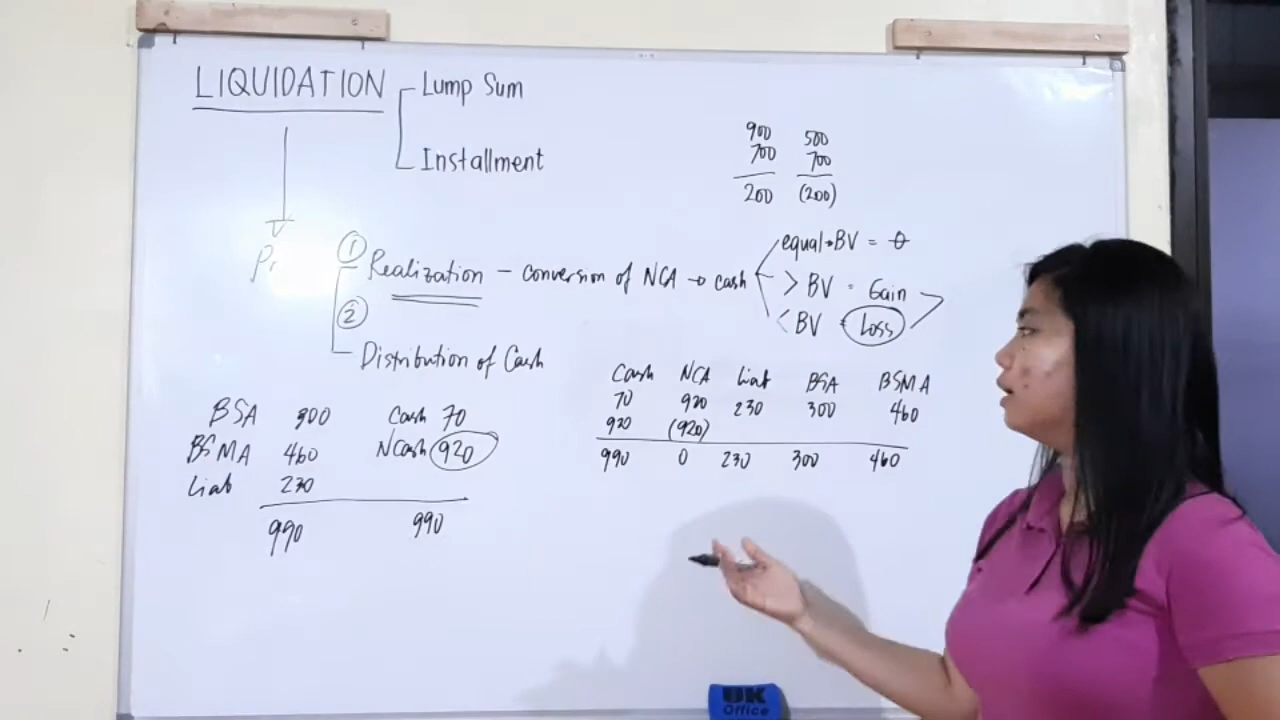 LIQUIDATION
Lump Sum
Installment
900 500
700 700
200 (200)
① Realization - conversion of NCA → cash
equal → BV = 0
> BV = Gain
< BV = Loss
②
Distribution of Cash
BSA 300 Cash 70
BSMA 460 NCash 920
Liab 230
990 990
Cash NCA Liab BSA BSMA
70 920 230 300 460
920 (920)
990 0 230 300 460
UK
Office